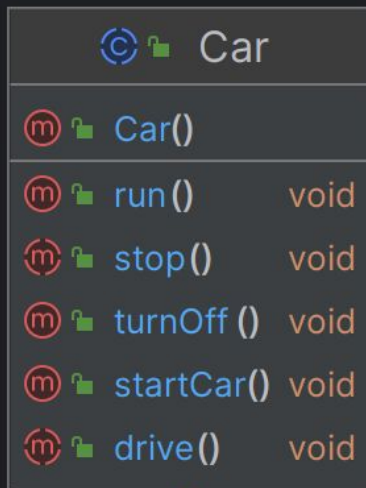 C Car
m Car()
m run() void
m stop() void
m turnOff() void
m startCar() void
m drive() void